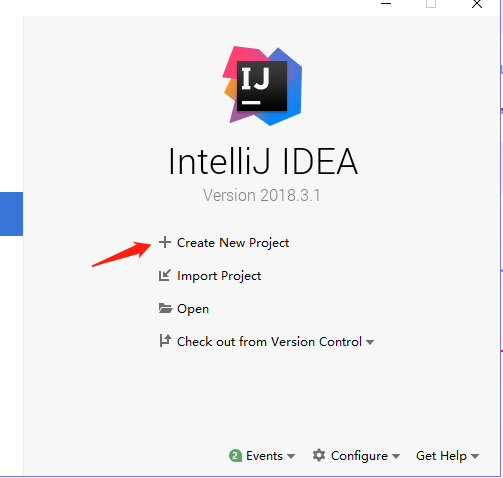 IJ
IntelliJ IDEA
Version 2018.3.1
Create New Project
Import Project
Open
Check out from Version Control
2 Events Configure Get Help